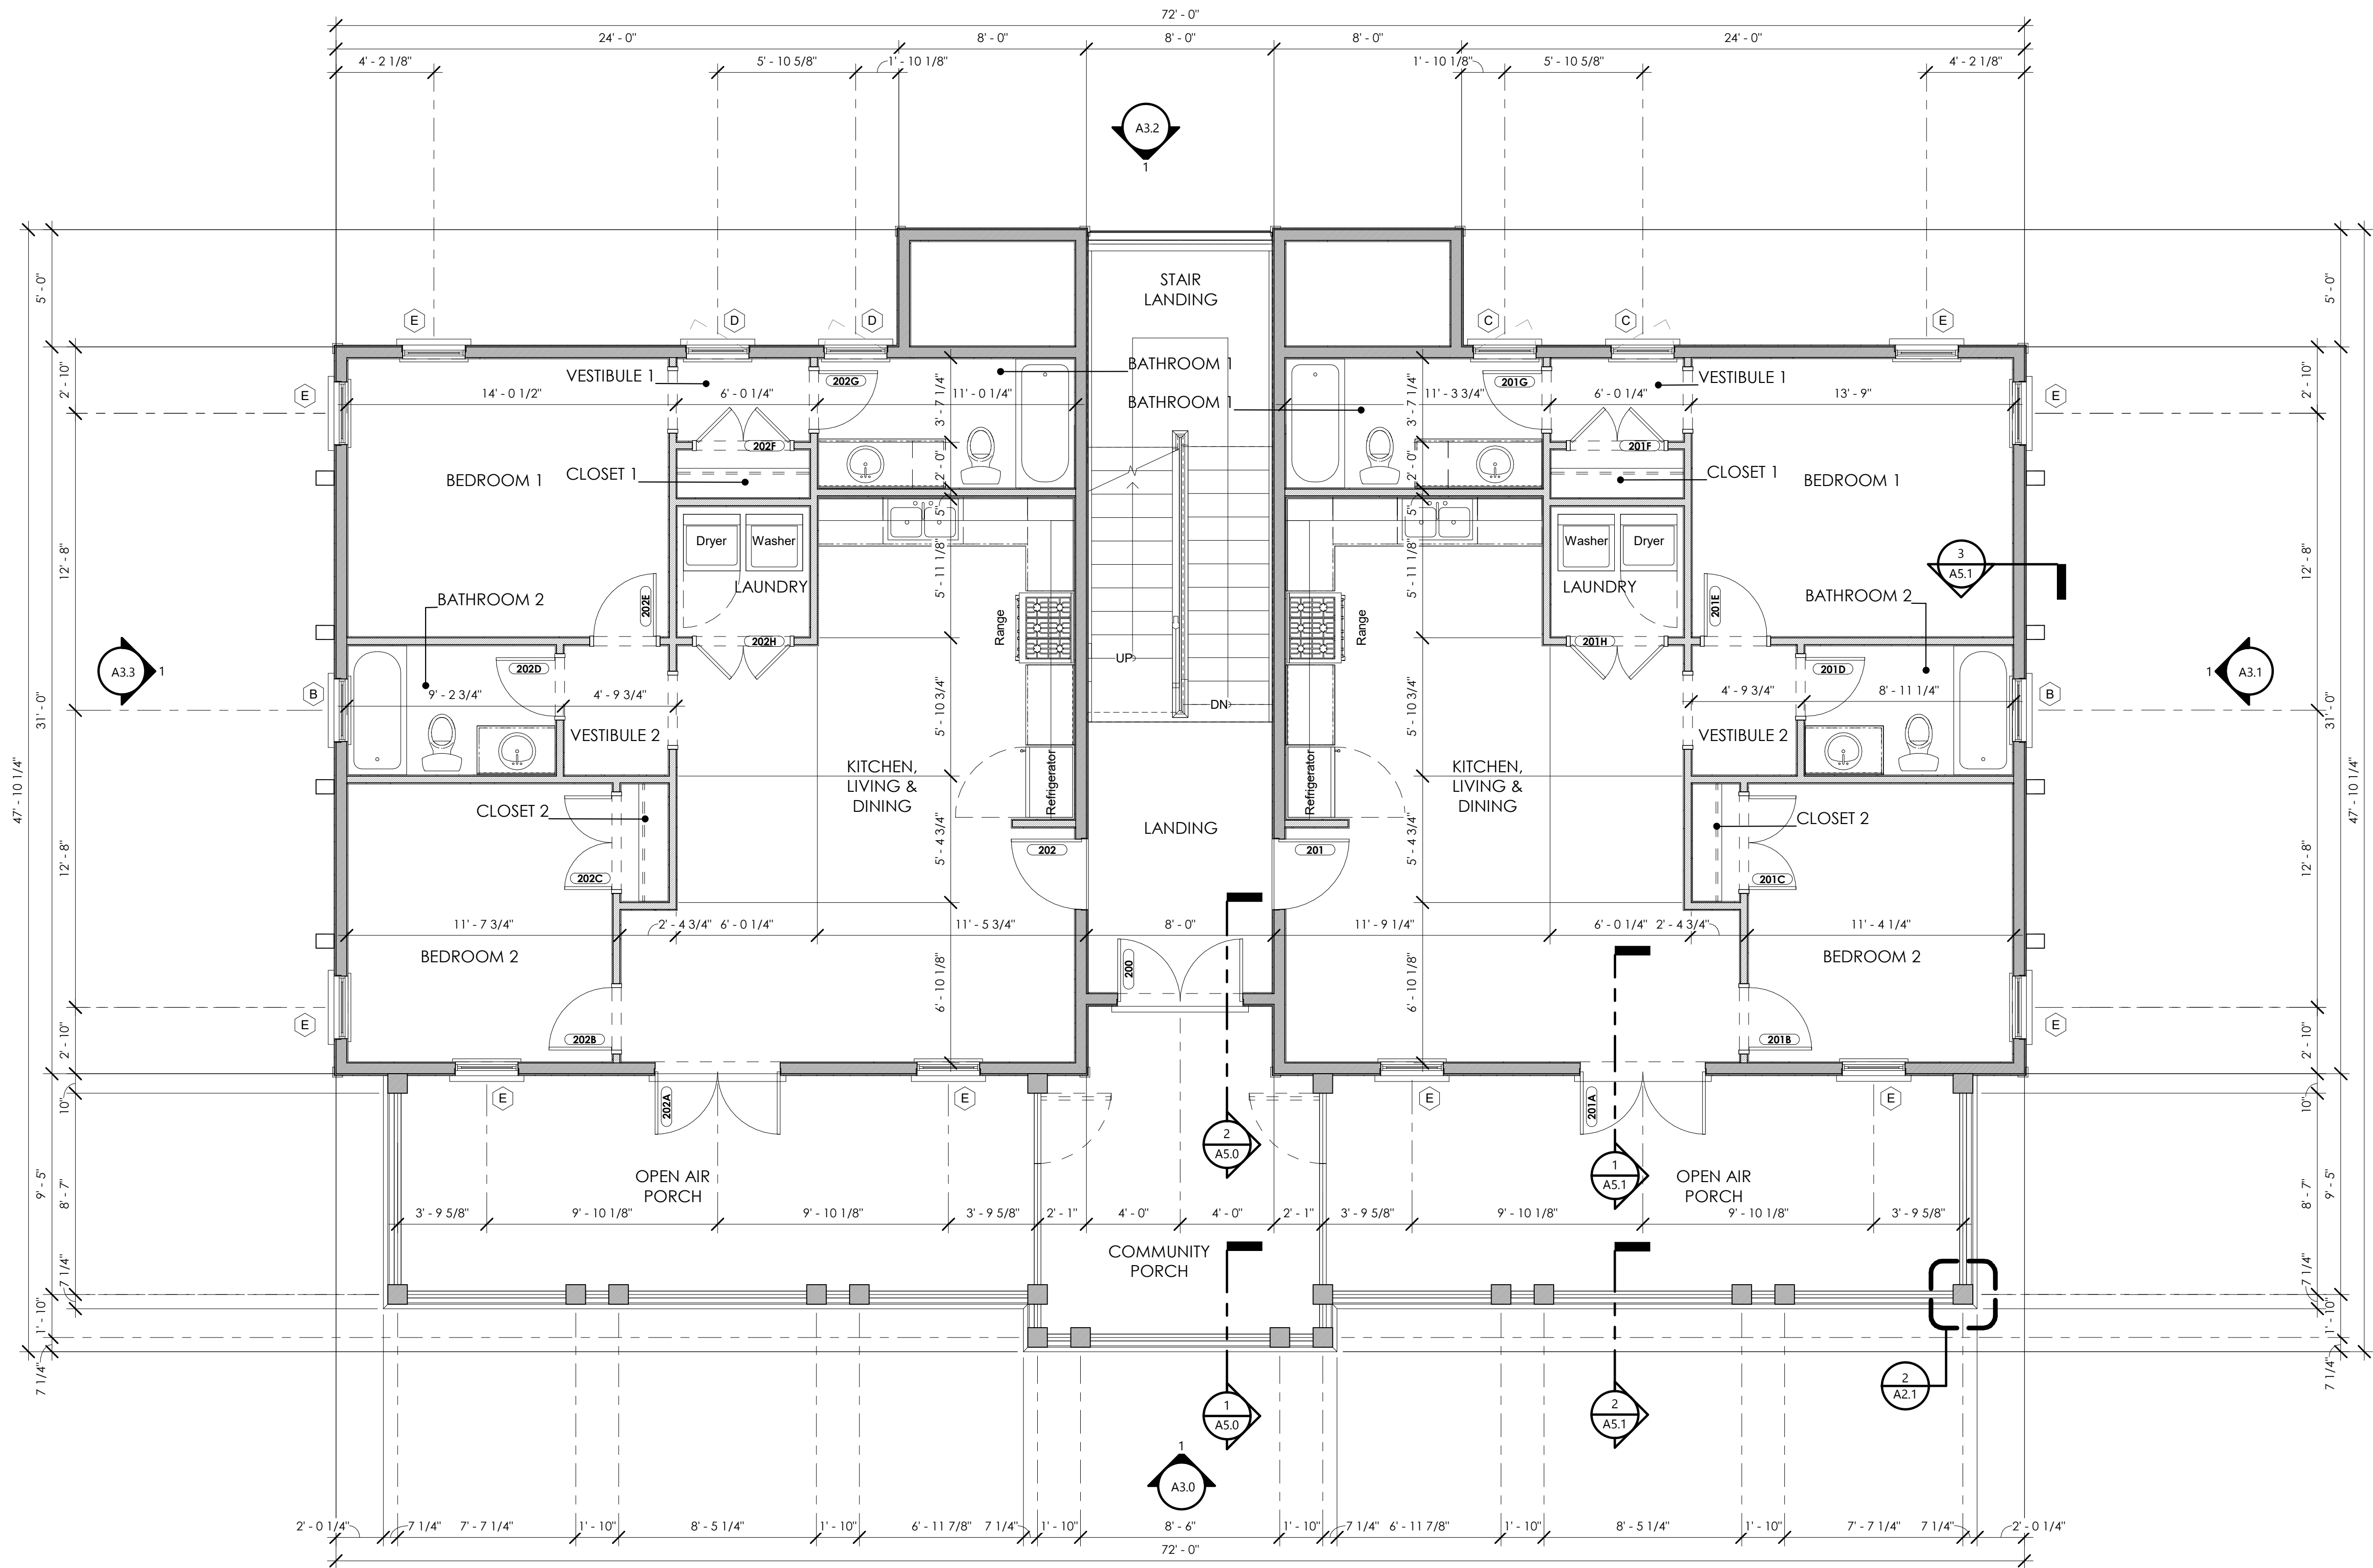 72' - 0"
24' - 0"
8' - 0"
8' - 0"
8' - 0"
24' - 0"
4' - 2 1/8"
5' - 10 5/8"
1' - 10 1/8"
1' - 10 1/8"
5' - 10 5/8"
4' - 2 1/8"
A3.2
1
5' - 0"
5' - 0"
STAIR
LANDING
E
D
D
C
C
E
VESTIBULE 1
202G
BATHROOM 1
BATHROOM 1
201G
VESTIBULE 1
2' - 10"
E
14' - 0 1/2"
6' - 0 1/4"
3' - 7 1/4"
11' - 0 1/4"
3' - 7 1/4"
11' - 3 3/4"
6' - 0 1/4"
13' - 9"
E
2' - 10"
202F
201F
BEDROOM 1
CLOSET 1
2' - 0"
2' - 0"
CLOSET 1
BEDROOM 1
5"
5"
Dryer
Washer
Washer
Dryer
12' - 8"
5' - 11 1/8"
5' - 11 1/8"
12' - 8"
3
A5.1
LAUNDRY
LAUNDRY
BATHROOM 2
202E
Range
Range
201E
BATHROOM 2
202H
201H
UP
A3.3
1
202D
201D
1
A3.1
B
9' - 2 3/4"
4' - 9 3/4"
4' - 9 3/4"
8' - 11 1/4"
B
DN
31' - 0"
VESTIBULE 2
5' - 10 3/4"
5' - 10 3/4"
VESTIBULE 2
31' - 0"
47' - 10 1/4"
KITCHEN,
LIVING &
DINING
Refrigerator
Refrigerator
KITCHEN,
LIVING &
DINING
47' - 10 1/4"
CLOSET 2
LANDING
CLOSET 2
12' - 8"
5' - 4 3/4"
202
201
5' - 4 3/4"
12' - 8"
202C
201C
11' - 7 3/4"
2' - 4 3/4"
6' - 0 1/4"
11' - 5 3/4"
8' - 0"
11' - 9 1/4"
6' - 0 1/4"
2' - 4 3/4"
11' - 4 1/4"
BEDROOM 2
200
BEDROOM 2
6' - 10 1/8"
6' - 10 1/8"
E
2' - 10"
202B
201B
E
2' - 10"
10"
E
202A
E
E
201A
E
10"
2
A5.0
1
A5.1
9' - 5"
8' - 7"
OPEN AIR
PORCH
OPEN AIR
PORCH
8' - 7"
9' - 5"
3' - 9 5/8"
9' - 10 1/8"
9' - 10 1/8"
3' - 9 5/8"
2' - 1"
4' - 0"
4' - 0"
2' - 1"
3' - 9 5/8"
9' - 10 1/8"
9' - 10 1/8"
3' - 9 5/8"
COMMUNITY
PORCH
7 1/4"
7 1/4"
1' - 10"
1' - 10"
7 1/4"
7 1/4"
2
A2.1
1
A5.0
2
A5.1
1
A3.0
2' - 0 1/4"
7 1/4"
7' - 7 1/4"
1' - 10"
8' - 5 1/4"
1' - 10"
6' - 11 7/8"
7 1/4"
1' - 10"
8' - 6"
1' - 10"
7 1/4"
6' - 11 7/8"
1' - 10"
8' - 5 1/4"
1' - 10"
7' - 7 1/4"
7 1/4"
2' - 0 1/4"
72' - 0"